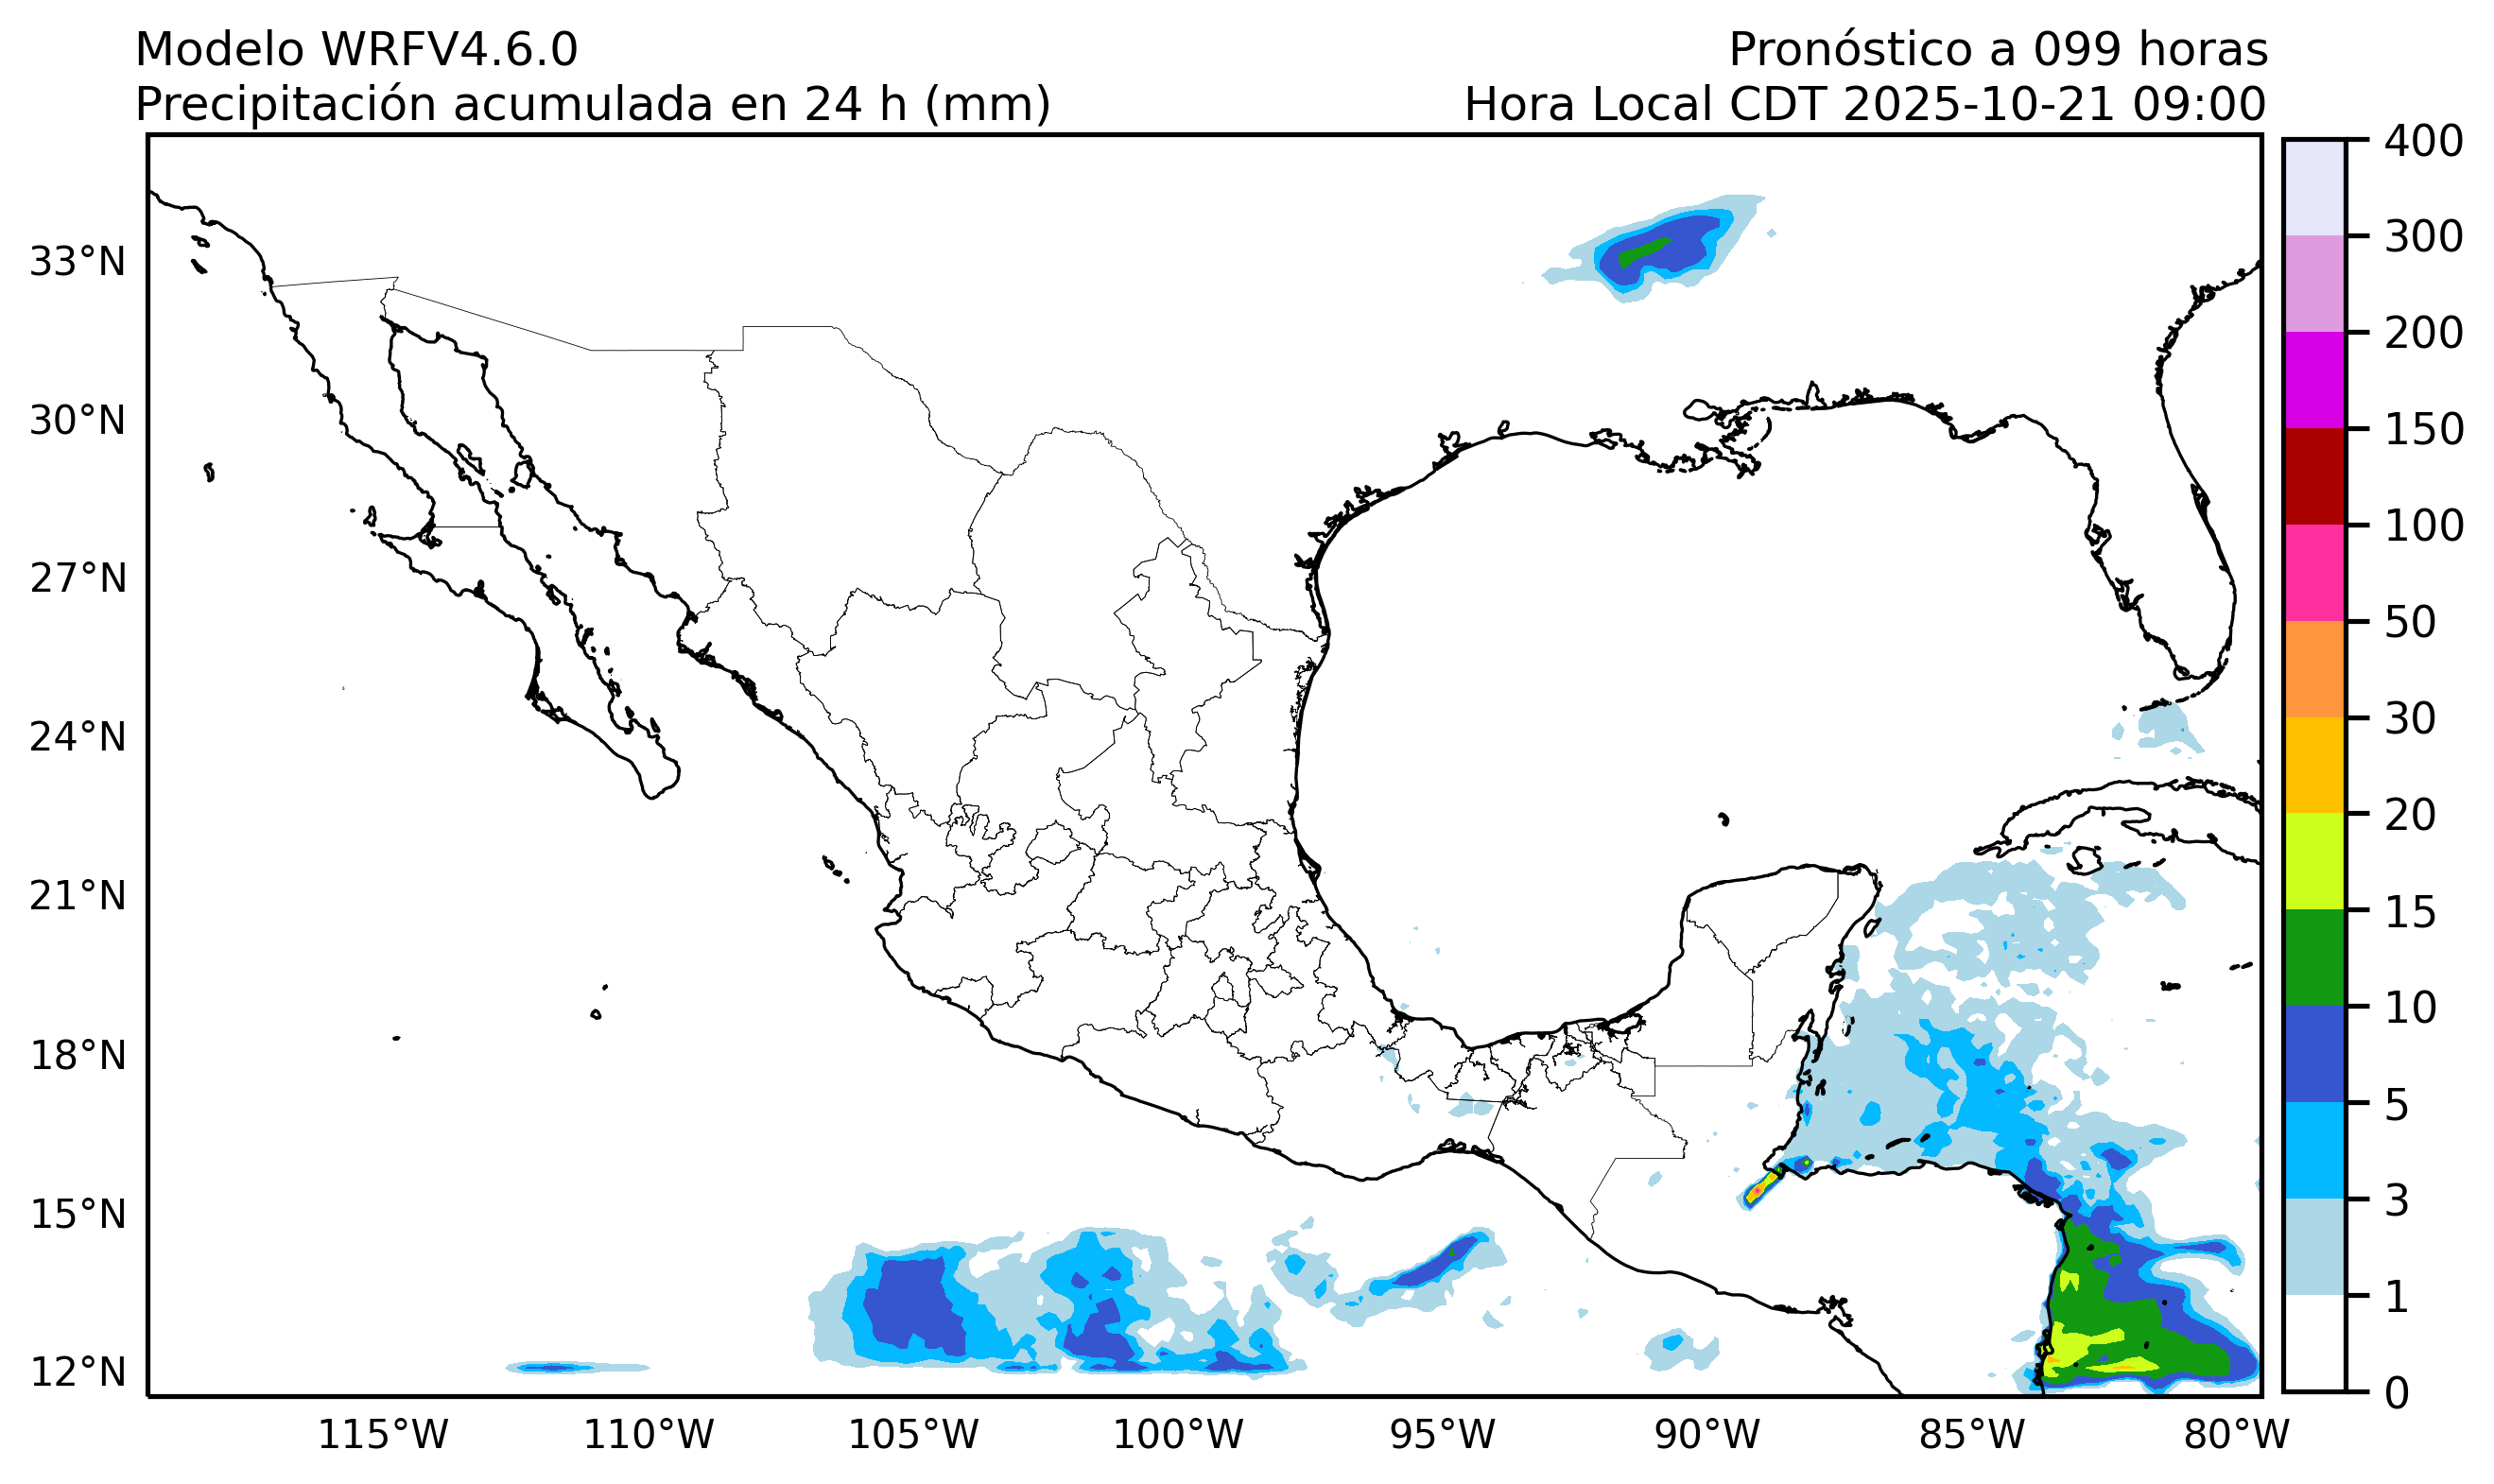 Modelo WRFV4.6.0
Pronóstico a 099 horas
Precipitación acumulada en 24 h (mm)
Hora Local CDT 2025-10-21 09:00
33°N
30°N
27°N
24°N
21°N
18°N
15°N
12°N
115°W
110°W
105°W
100°W
95°W
90°W
85°W
80°W
400
300
200
150
100
50
30
20
15
10
5
3
1
0